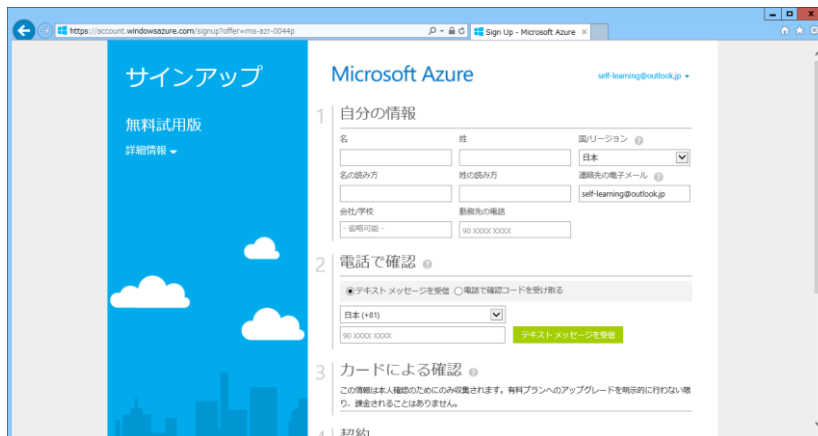 https://account.windowsazure.com/signup?offer=ms-azr-0044p
Sign Up - Microsoft Azure
サインアップ
無料試用版
詳細情報
Microsoft Azure
self-learning@outlook.jp
1 自分の情報
名 姓 国/リージョン
日本
名の読み方 姓の読み方 連絡先の電子メール
self-learning@outlook.jp
会社/学校 勤務先の電話
- 省略可能 - 90 XXXX XXXX
2 電話で確認
テキスト メッセージを受信 電話で確認コードを受け取る
日本 (+81)
90 XXXX XXXX テキスト メッセージを受信
3 カードによる確認
この情報は本人確認のためにのみ収集されます。有料プランへのアップグレードを明示的に行わない限
り、課金されることはありません。
4 契約